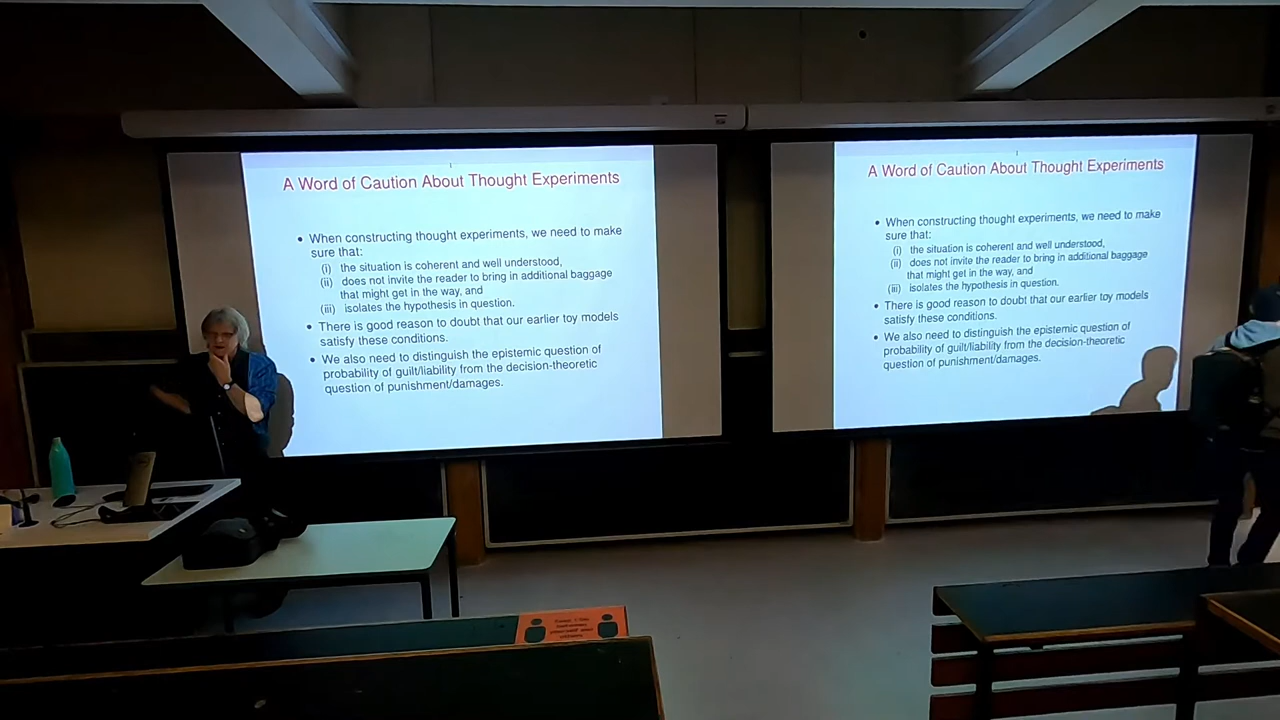 A Word of Caution About Thought Experiments
• When constructing thought experiments, we need to make
sure that:
(i) the situation is coherent and well understood,
(ii) does not invite the reader to bring in additional baggage
that might get in the way, and
(iii) isolates the hypothesis in question.
• There is good reason to doubt that our earlier toy models
satisfy these conditions.
• We also need to distinguish the epistemic question of
probability of guilt/liability from the decision-theoretic
question of punishment/damages.
A Word of Caution About Thought Experiments
• When constructing thought experiments, we need to make
sure that:
(i) the situation is coherent and well understood,
(ii) does not invite the reader to bring in additional baggage
that might get in the way, and
(iii) isolates the hypothesis in question.
• There is good reason to doubt that our earlier toy models
satisfy these conditions.
• We also need to distinguish the epistemic question of
probability of guilt/liability from the decision-theoretic
question of punishment/damages.